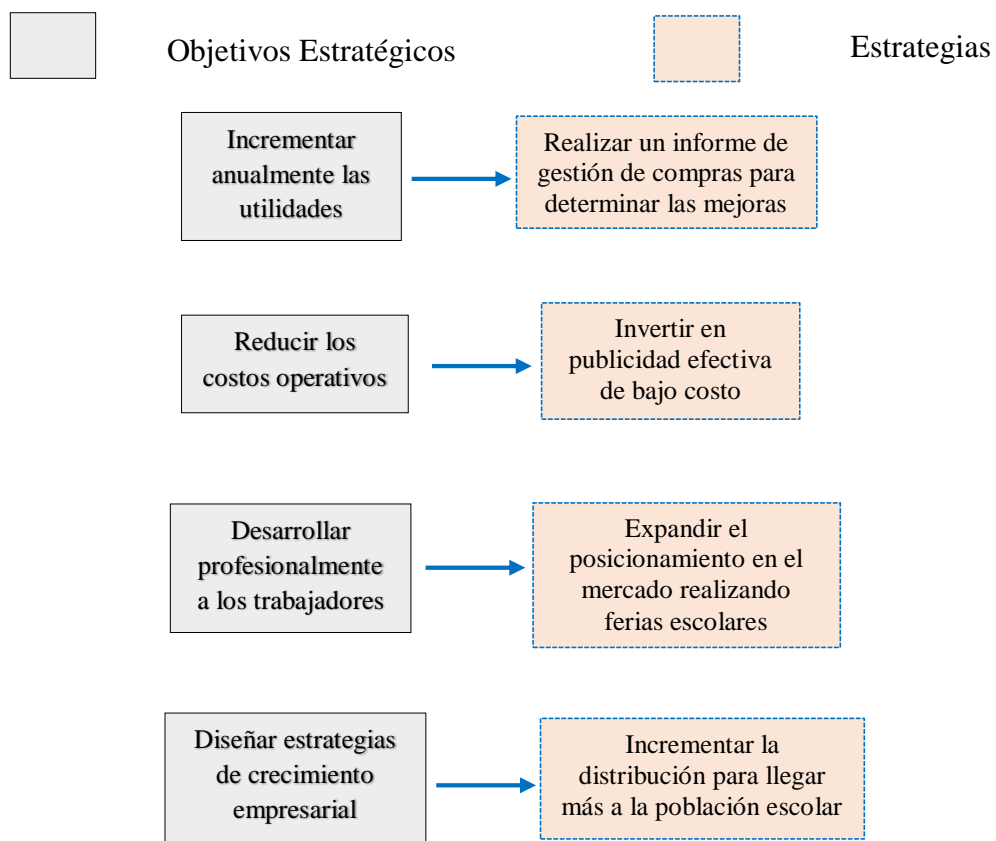 Objetivos Estratégicos
Estrategias
Incrementar
anualmente las
utilidades
Realizar un informe de
gestión de compras para
determinar las mejoras
Reducir los
costos operativos
Invertir en
publicidad efectiva
de bajo costo
Desarrollar
profesionalmente
a los trabajadores
Expandir el
posicionamiento en el
mercado realizando
ferias escolares
Diseñar estrategias
de crecimiento
empresarial
Incrementar la
distribución para llegar
más a la población escolar